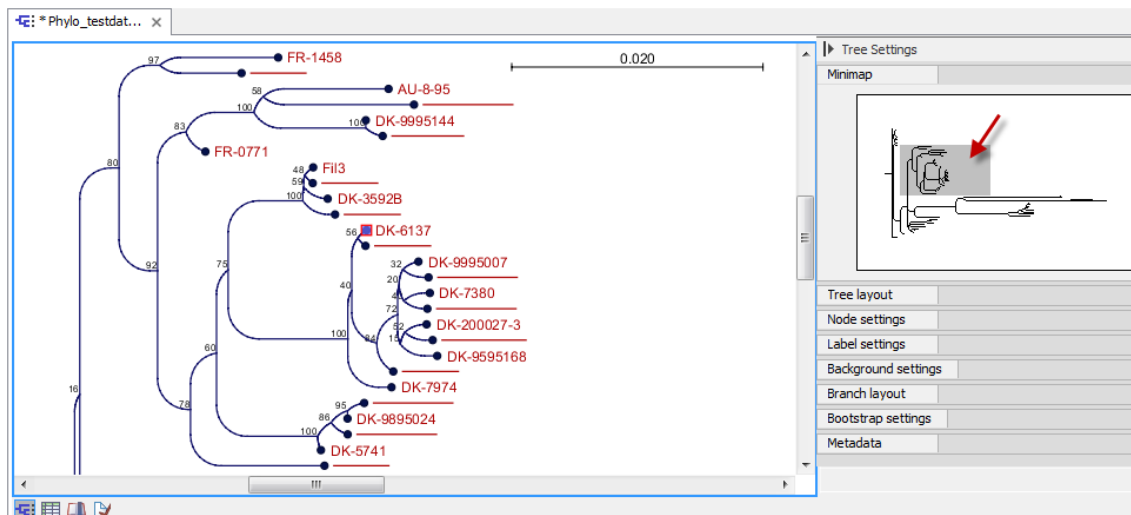 * Phylo_testdat...
97
FR-1458
0.020
58
AU-8-95
100
100
DK-9995144
83
FR-0771
80
48
Fil3
59
100
DK-3592B
56
DK-6137
92
75
32
DK-9995007
20
40
4
DK-7380
72
52
DK-200027-3
100
84
15
DK-9595168
60
DK-7974
16
78
95
86
DK-9895024
100
DK-5741
Tree Settings
Minimap
Tree layout
Node settings
Label settings
Background settings
Branch layout
Bootstrap settings
Metadata